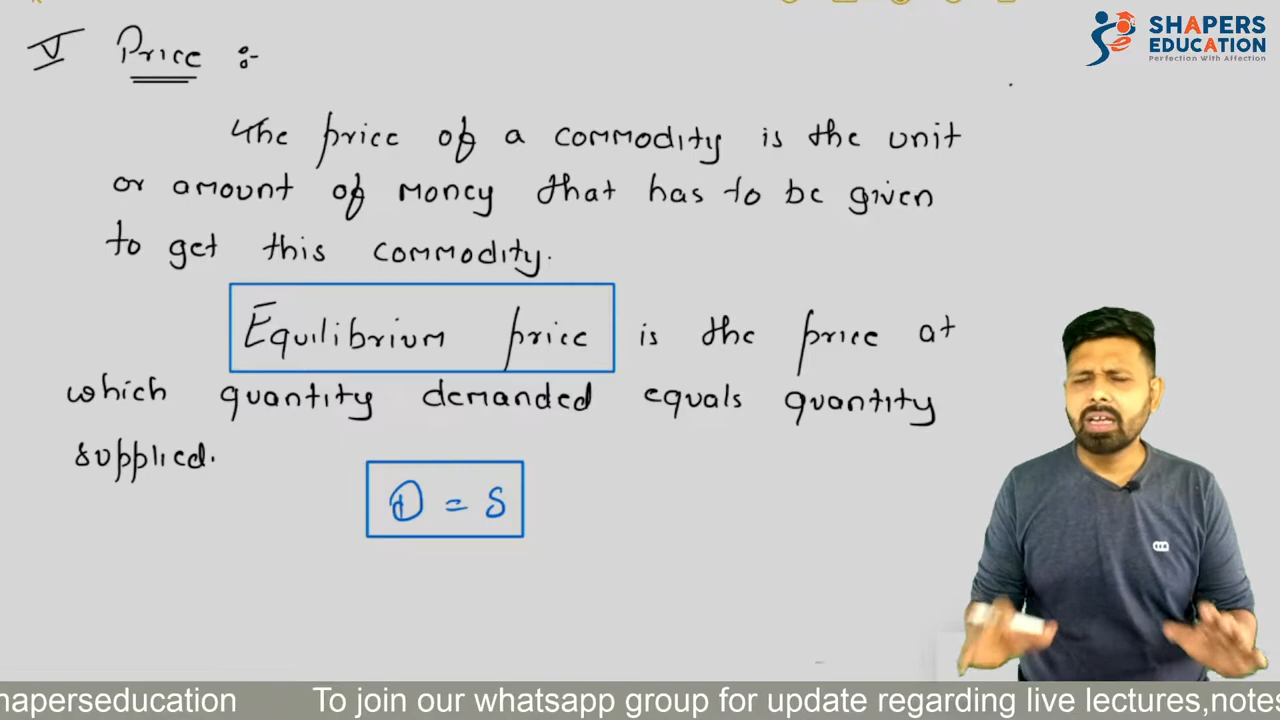 SHAPERS
EDUCATION
Perfection With Affection
V Price :-
The price of a commodity is the unit
or amount of money that has to be given
to get this commodity.
Equilibrium price is the price at
which quantity demanded equals quantity
supplied.
D = S
haperseducation To join our whatsapp group for update regarding live lectures,notes